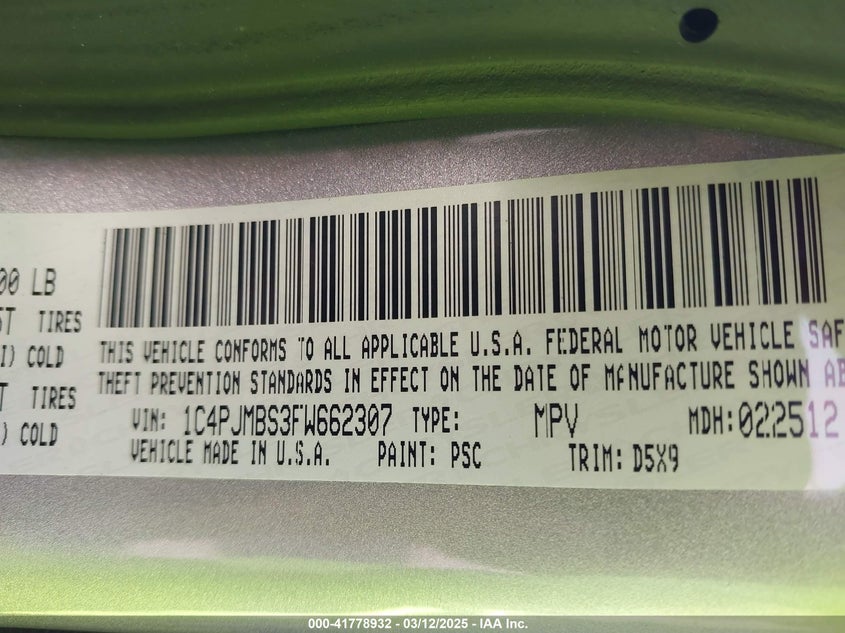 00 LB
ST TIRES
I) COLD
T TIRES
) COLD
THIS VEHICLE CONFORMS TO ALL APPLICABLE U.S.A. FEDERAL MOTOR VEHICLE SAF
THEFT PREVENTION STANDARDS IN EFFECT ON THE DATE OF MANUFACTURE SHOWN AB
VIN: 1C4PJMBS3FW662307 TYPE: MPV MDH: 022512
VEHICLE MADE IN U.S.A. PAINT: PSC TRIM: D5X9
000-41778932 - 03/12/2025 - IAA Inc.